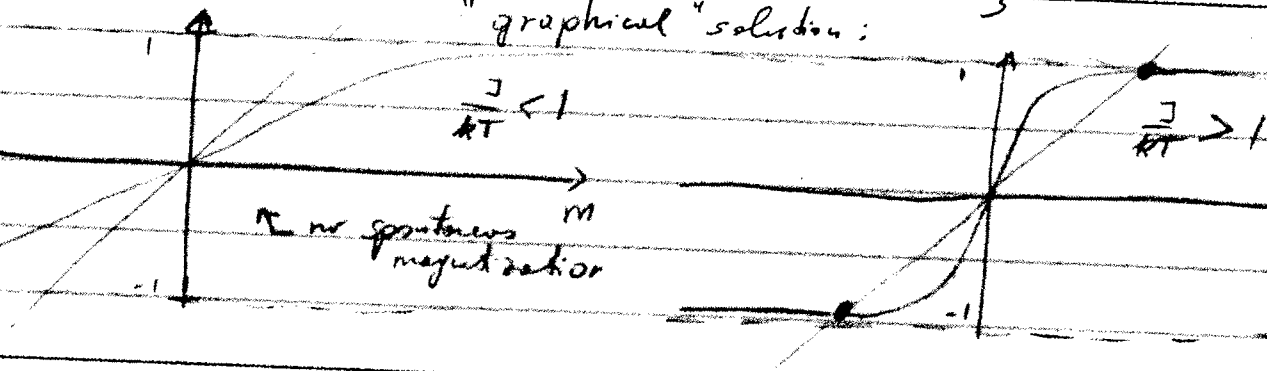 "graphical" solution:
1
J/kT < 1
m
↖ no spontaneous
magnetization
-1
1
J/kT > 1
-1